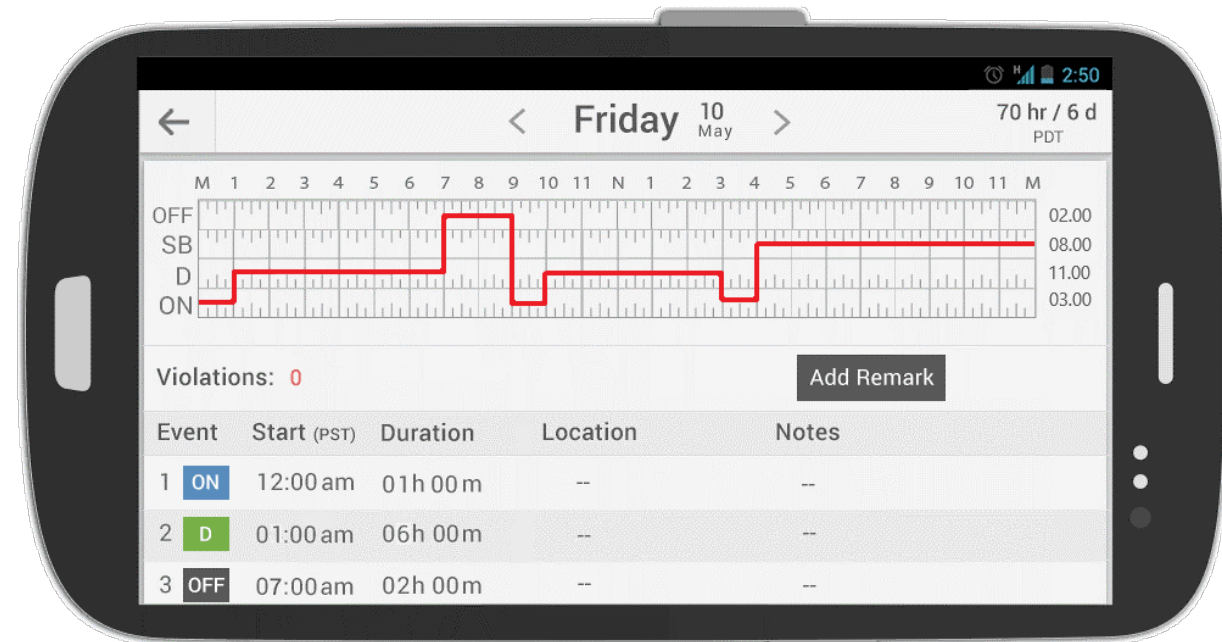 H 2:50
Friday 10 May 70 hr / 6 d PDT
M 1 2 3 4 5 6 7 8 9 10 11 N 1 2 3 4 5 6 7 8 9 10 11 M
OFF 02.00
SB 08.00
D 11.00
ON 03.00
Violations: 0 Add Remark
Event Start (PST) Duration Location Notes
1 ON 12:00 am 01h 00m -- --
2 D 01:00 am 06h 00m -- --
3 OFF 07:00 am 02h 00m -- --